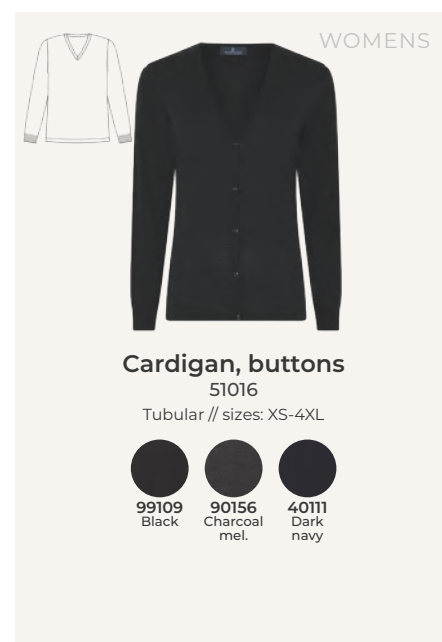 WOMENS
Cardigan, buttons
51016
Tubular // sizes: XS-4XL
99109
Black
90156
Charcoal
mel.
40111
Dark
navy